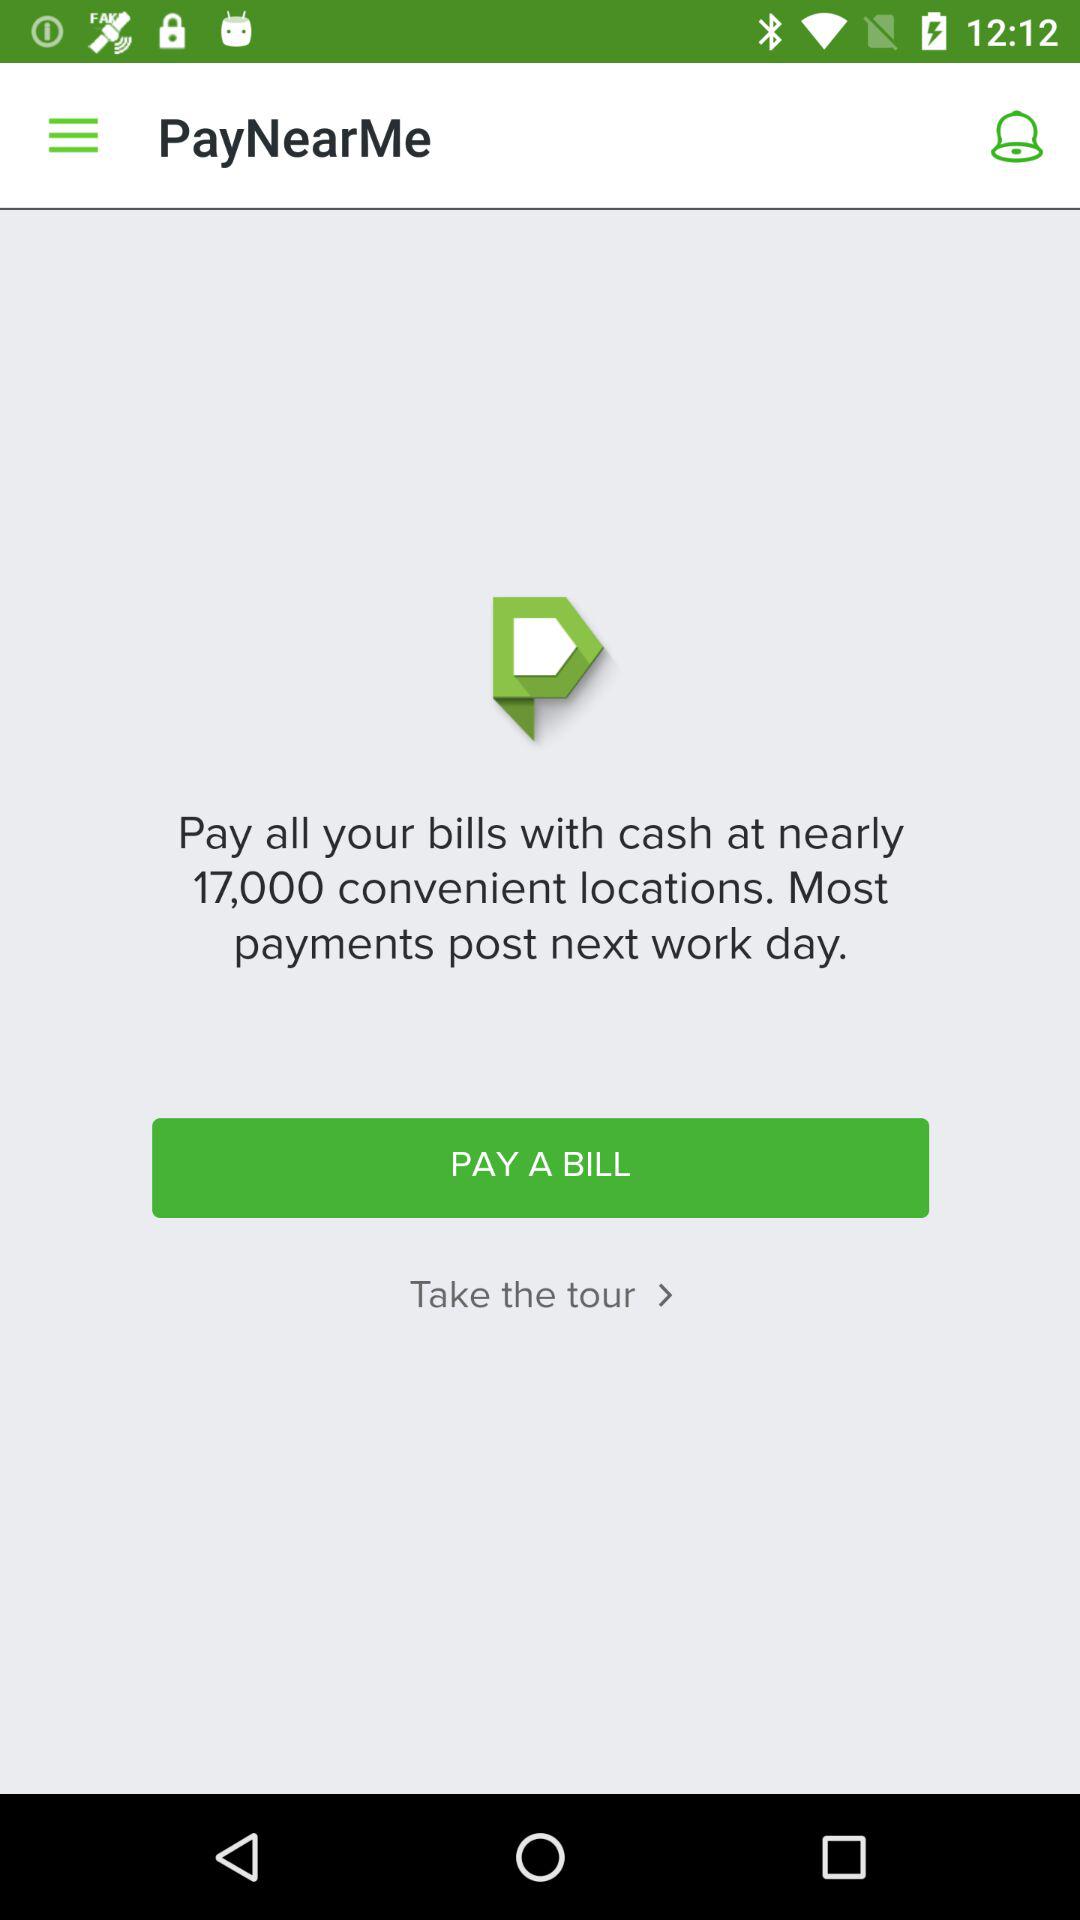 FAKE
12:12
PayNearMe
Pay all your bills with cash at nearly
17,000 convenient locations. Most
payments post next work day.
PAY A BILL
Take the tour